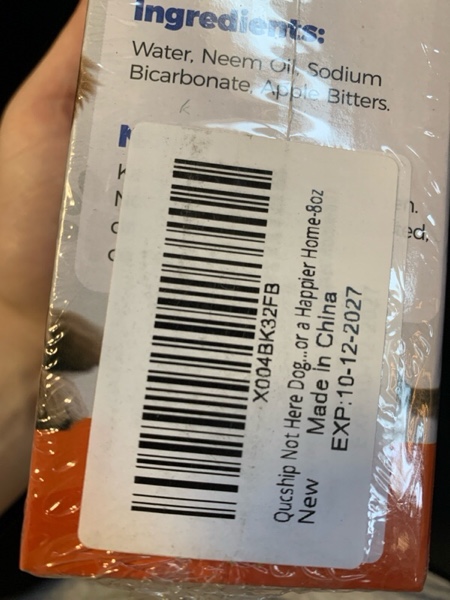 Ingredients:
Water, Neem Oil, Sodium
Bicarbonate, Apple Bitters.
X004BK32FB
Qucship Not Here Dog...or a Happier Home-8oz
New
Made in China
EXP:10-12-2027